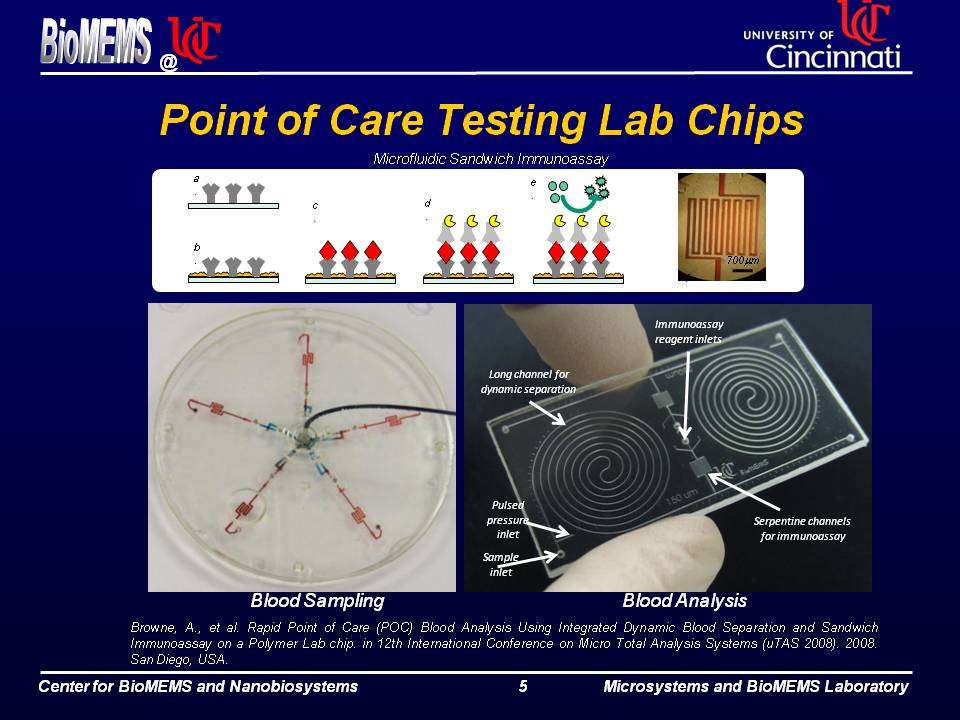 BioMEMS
@
UC
UNIVERSITY OF
UC
Cincinnati
Point of Care Testing Lab Chips
Microfluidic Sandwich Immunoassay
a
.
b
.
c
.
d
.
e
.
700μm
Immunoassay
reagent inlets
Long channel for
dynamic separation
UC
BioMEMS
150 um
Pulsed
pressure
inlet
Sample
inlet
Serpentine channels
for immunoassay
Blood Sampling
Blood Analysis
Browne, A., et al. Rapid Point of Care (POC) Blood Analysis Using Integrated Dynamic Blood Separation and Sandwich
Immunoassay on a Polymer Lab chip. in 12th International Conference on Micro Total Analysis Systems (uTAS 2008). 2008.
San Diego, USA.
Center for BioMEMS and Nanobiosystems
5
Microsystems and BioMEMS Laboratory